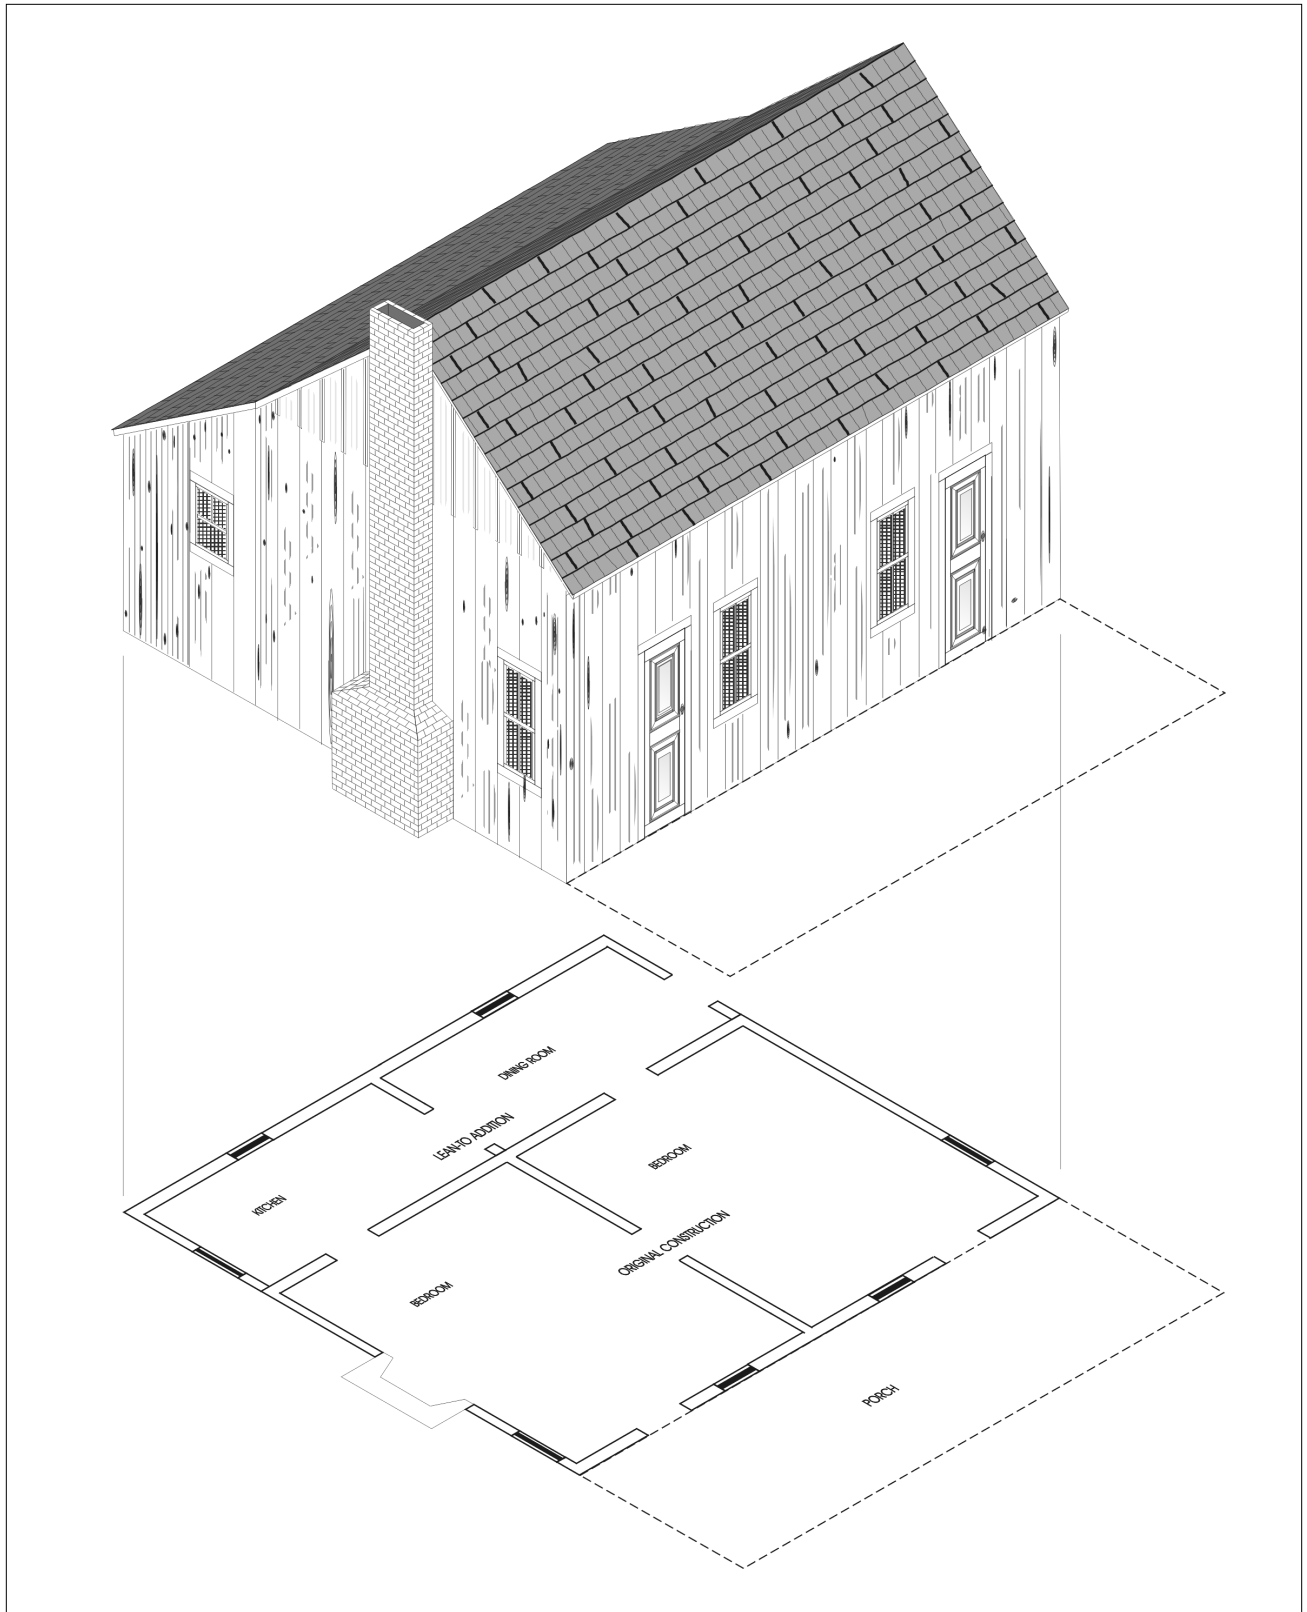 DINING ROOM
LEAN-TO ADDITION
BEDROOM
KITCHEN
ORIGINAL CONSTRUCTION
BEDROOM
PORCH